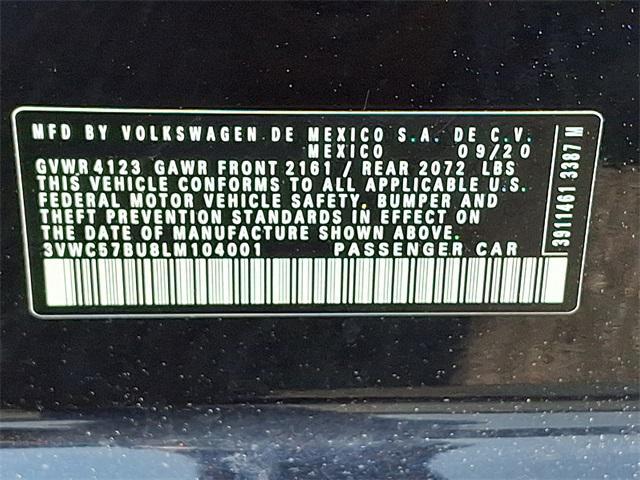 MFD BY VOLKSWAGEN DE MEXICO S.A. DE C.V.
MEXICO 09/20
GVWR 4123 GAWR FRONT 2161 / REAR 2072 LBS
THIS VEHICLE CONFORMS TO ALL APPLICABLE U.S.
FEDERAL MOTOR VEHICLE SAFETY, BUMPER AND
THEFT PREVENTION STANDARDS IN EFFECT ON
THE DATE OF MANUFACTURE SHOWN ABOVE.
3VWC57BU8LM104001 PASSENGER CAR
3911461 3387 M